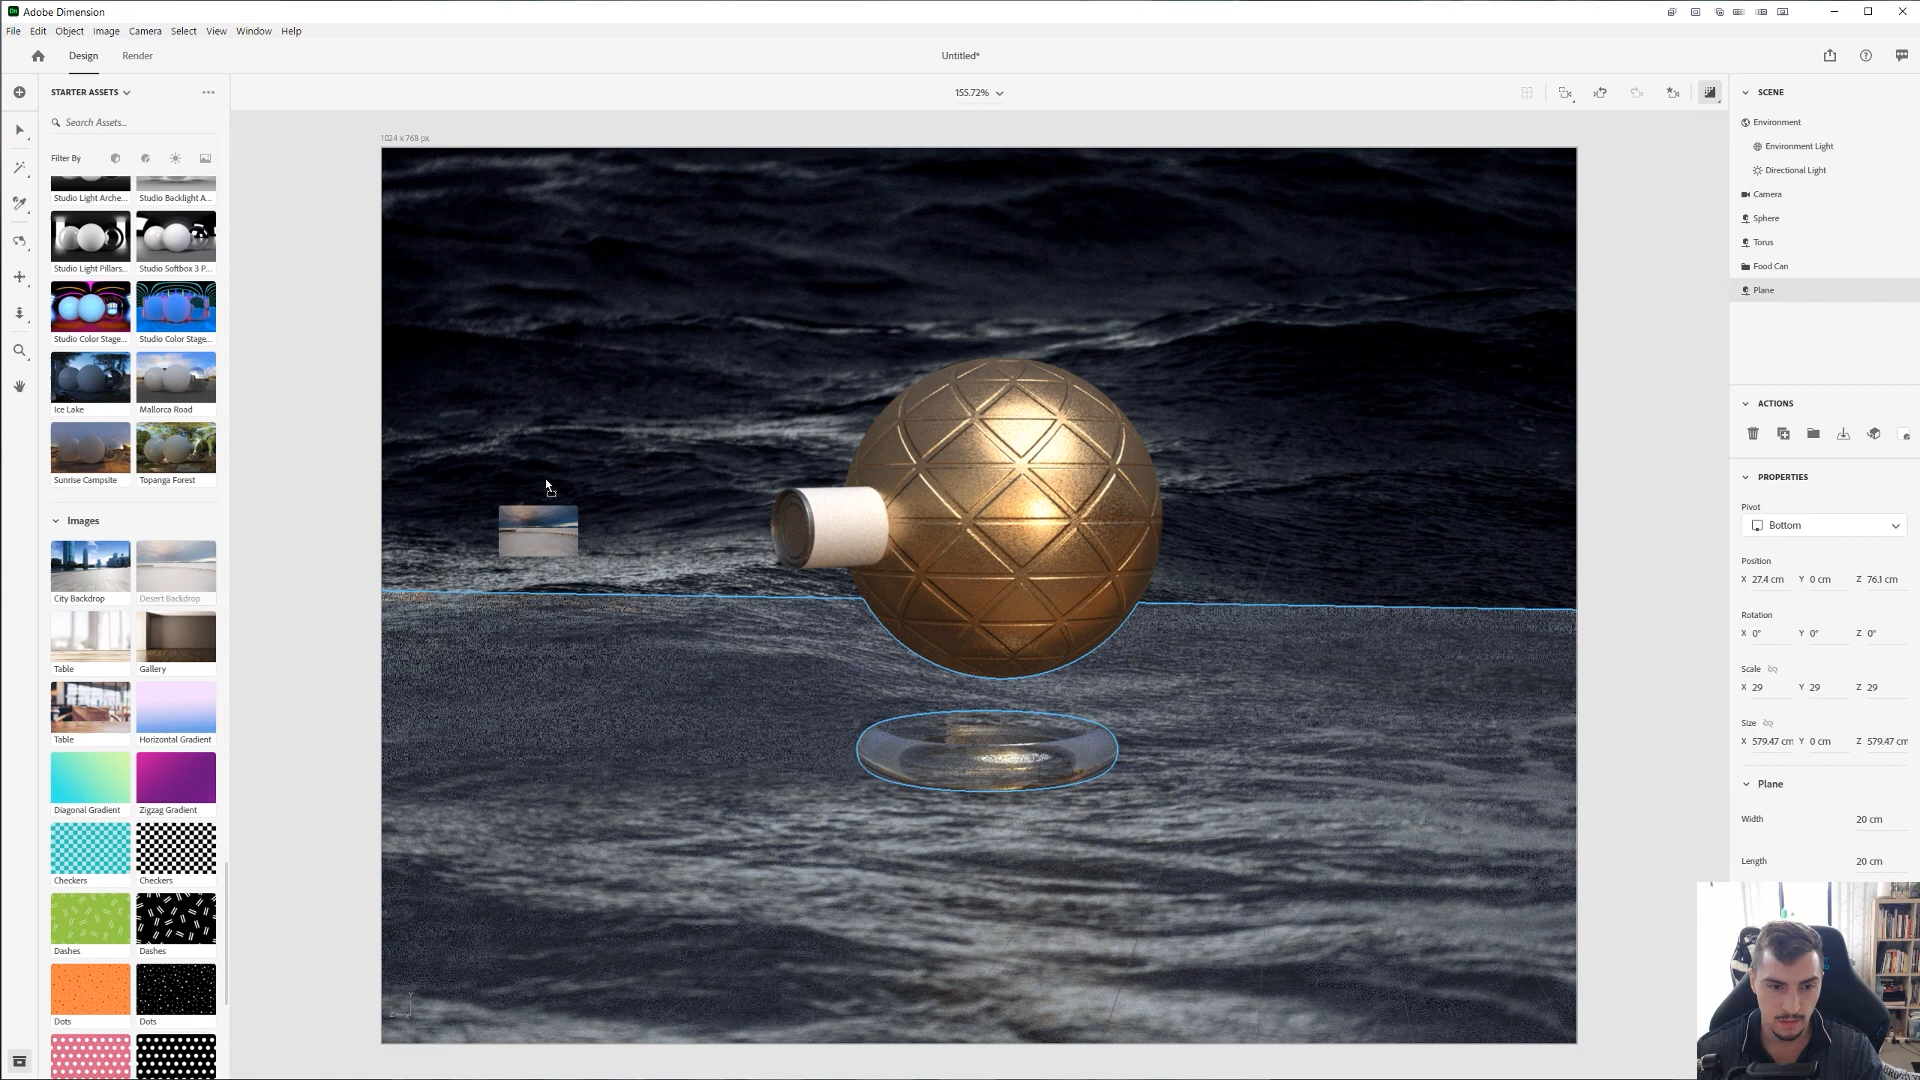 Adobe Dimension
File Edit Object Image Camera Select View Window Help
Design Render Untitled*
STARTER ASSETS
Search Assets...
Filter By
Studio Light Arche... Studio Backlight A...
Studio Light Pillars... Studio Softbox 3 P...
Studio Color Stage... Studio Color Stage...
Ice Lake Mallorca Road
Sunrise Campsite Topanga Forest
Images
City Backdrop Desert Backdrop
Table Gallery
Table Horizontal Gradient
Diagonal Gradient Zigzag Gradient
Checkers Checkers
Dashes Dashes
Dots Dots
155.72%
1024 x 768 px
SCENE
Environment
Environment Light
Directional Light
Camera
Sphere
Torus
Food Can
Plane
ACTIONS
PROPERTIES
Pivot
Bottom
Position
X 27.4 cm Y 0 cm Z 76.1 cm
Rotation
X 0° Y 0° Z 0°
Scale
X 29 Y 29 Z 29
Size
X 579.47 cm Y 0 cm Z 579.47 cm
Plane
Width 20 cm
Length 20 cm